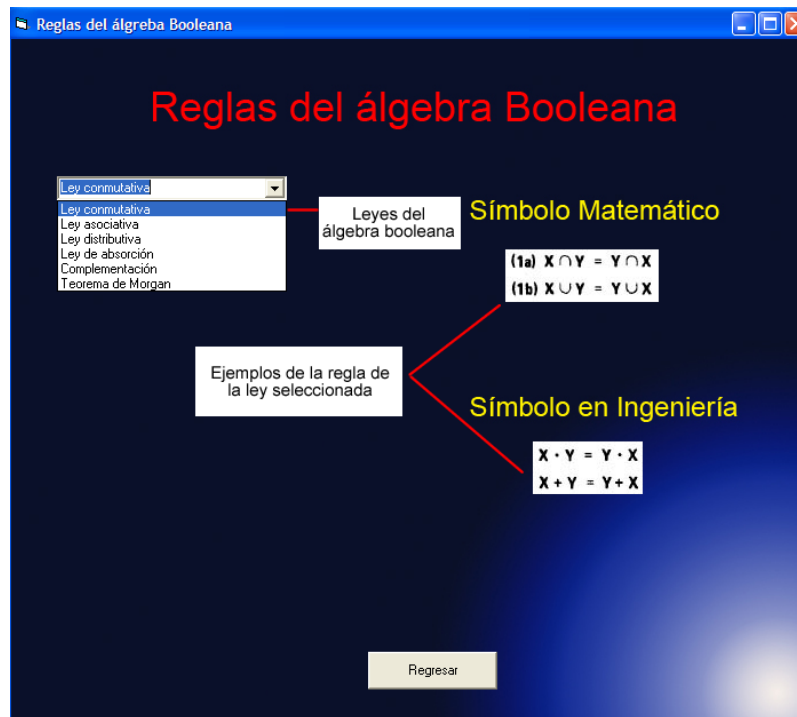 Reglas del álgreba Booleana
Reglas del álgebra Booleana
Ley conmutativa
Ley conmutativa
Ley asociativa
Ley distributiva
Ley de absorción
Complementación
Teorema de Morgan
Leyes del
álgebra booleana
Símbolo Matemático
(1a) X ∩ Y = Y ∩ X
(1b) X ∪ Y = Y ∪ X
Ejemplos de la regla de
la ley seleccionada
Símbolo en Ingeniería
X · Y = Y · X
X + Y = Y + X
Regresar